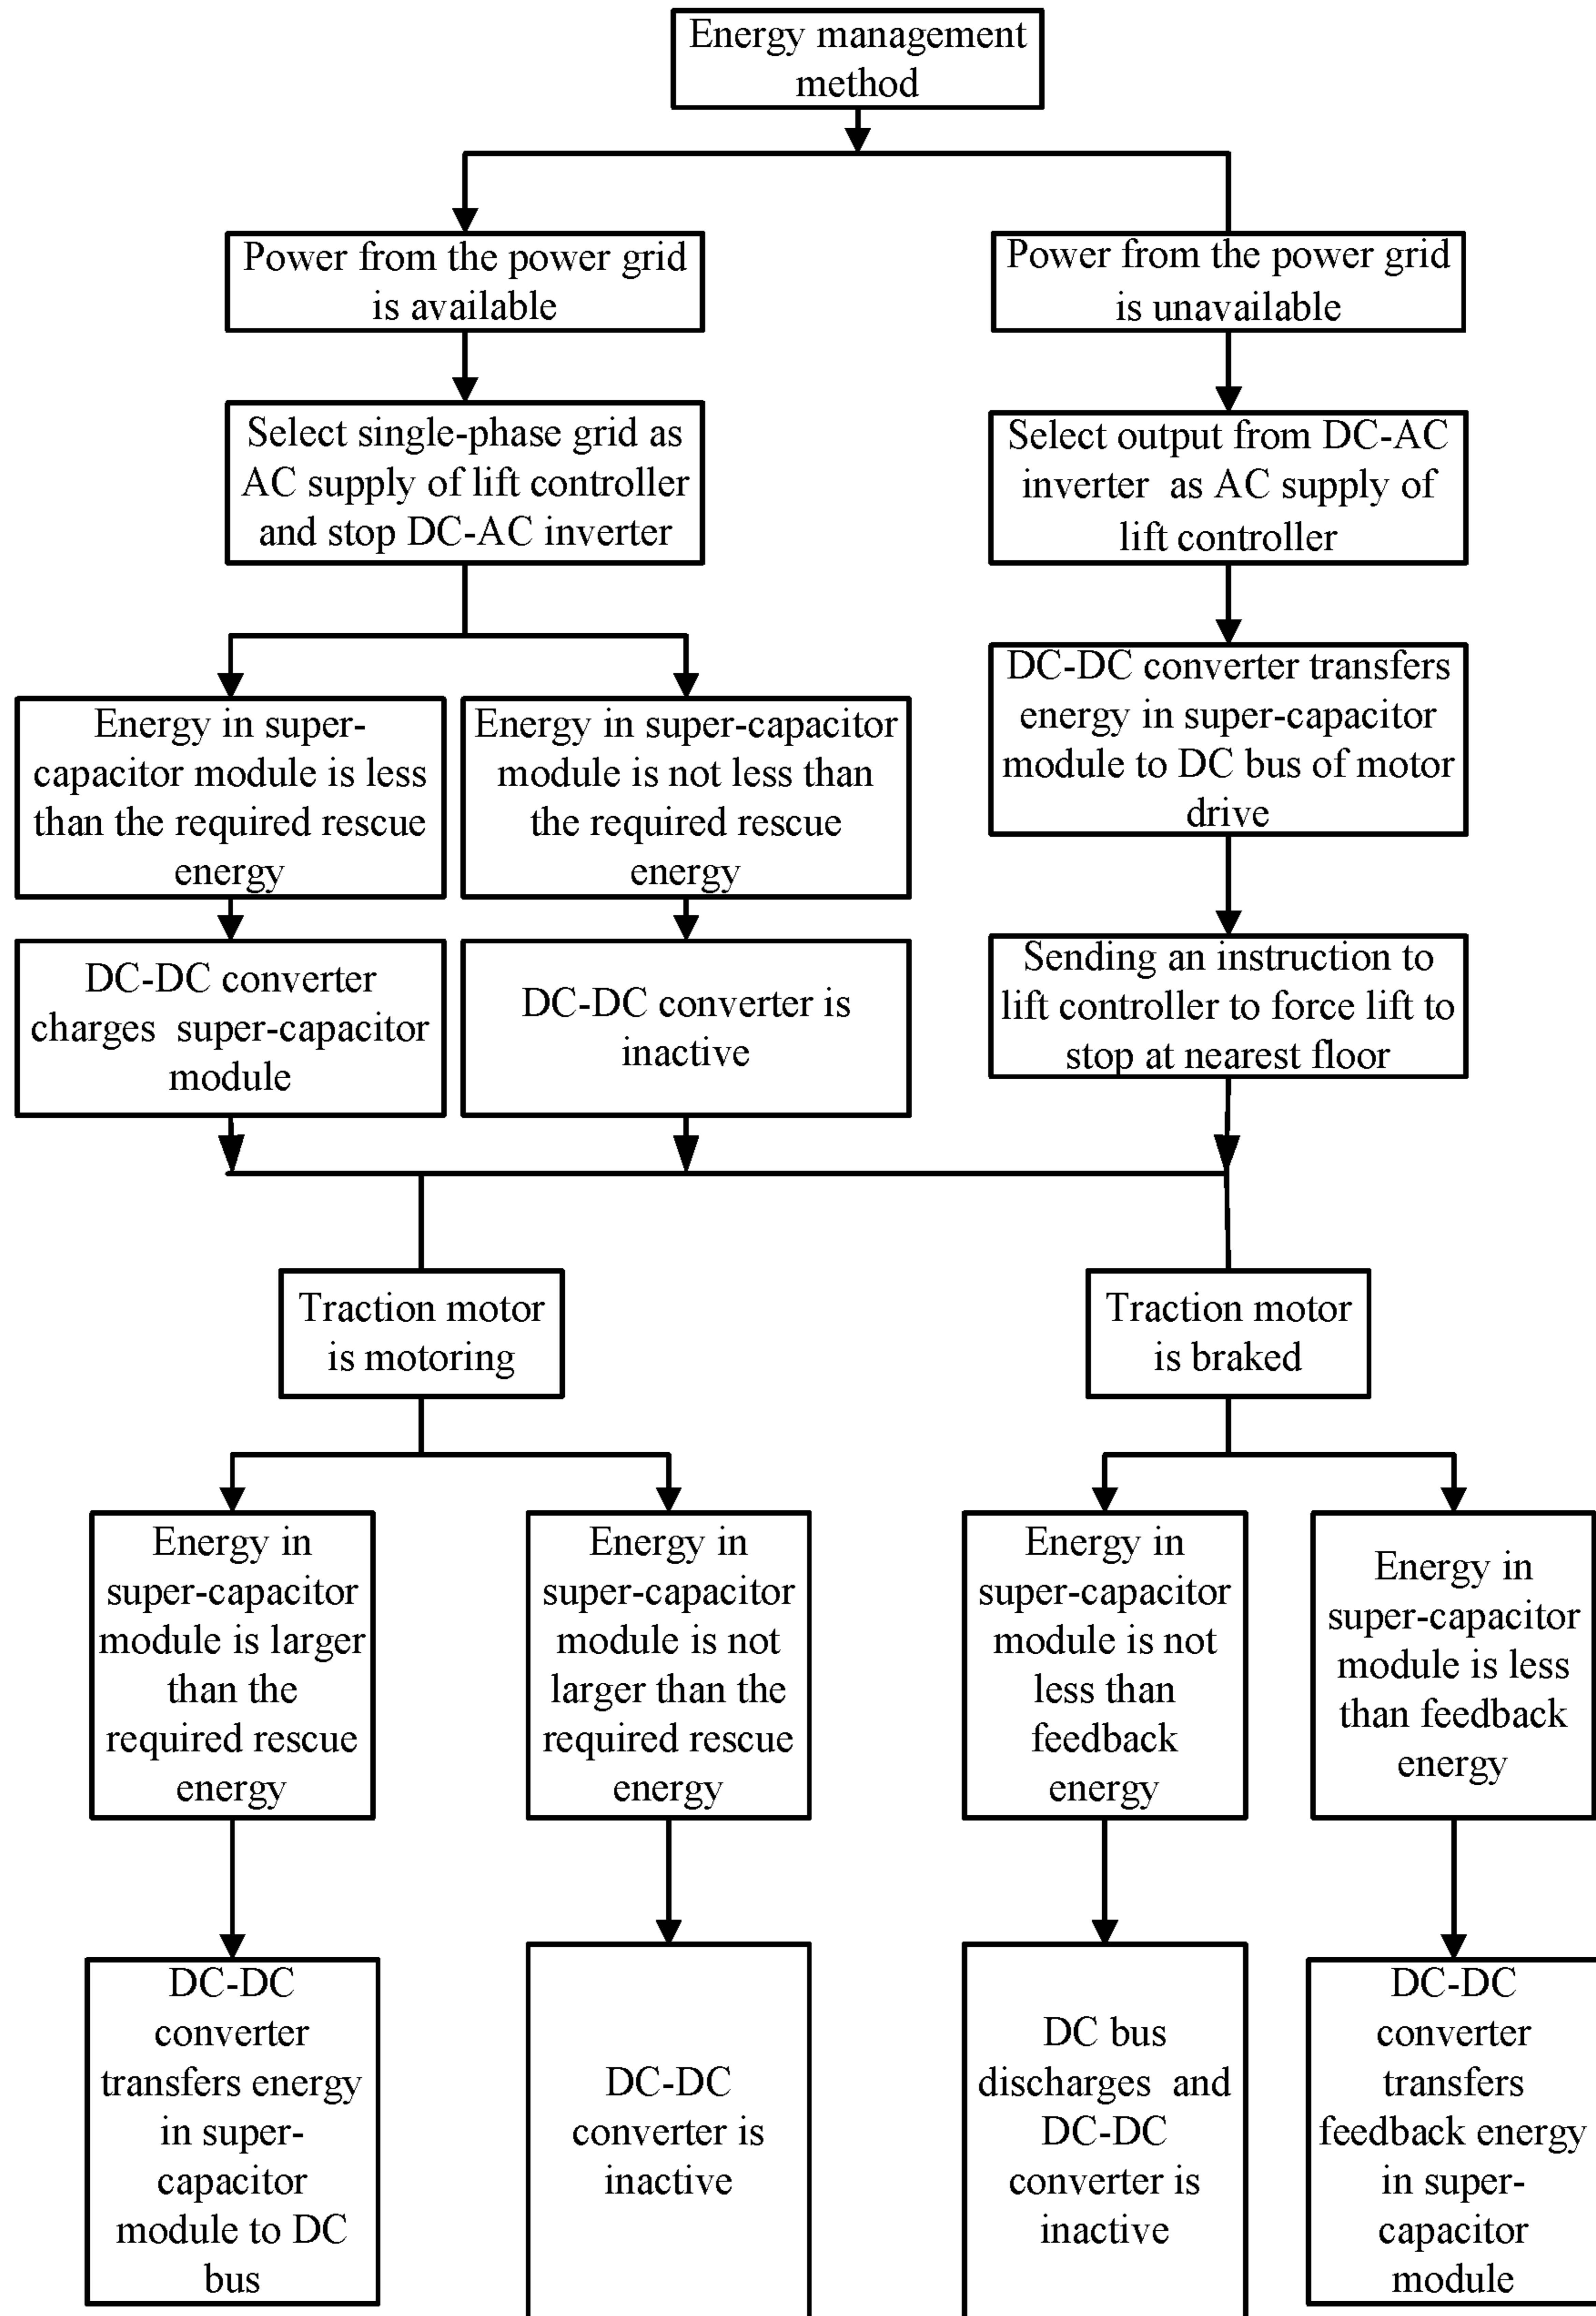 Energy management
method
Power from the power grid
is available
Power from the power grid
is unavailable
Select single-phase grid as
AC supply of lift controller
and stop DC-AC inverter
Select output from DC-AC
inverter as AC supply of
lift controller
Energy in super-
capacitor module is less
than the required rescue
energy
Energy in super-capacitor
module is not less than
the required rescue
energy
DC-DC converter transfers
energy in super-capacitor
module to DC bus of motor
drive
DC-DC converter
charges super-capacitor
module
DC-DC converter is
inactive
Sending an instruction to
lift controller to force lift to
stop at nearest floor
Traction motor
is motoring
Traction motor
is braked
Energy in
super-capacitor
module is larger
than the
required rescue
energy
Energy in
super-capacitor
module is not
larger than the
required rescue
energy
Energy in
super-capacitor
module is not
less than
feedback
energy
Energy in
super-capacitor
module is less
than feedback
energy
DC-DC
converter
transfers energy
in super-
capacitor
module to DC
bus
DC-DC
converter is
inactive
DC bus
discharges and
DC-DC
converter is
inactive
DC-DC
converter
transfers
feedback energy
in super-
capacitor
module